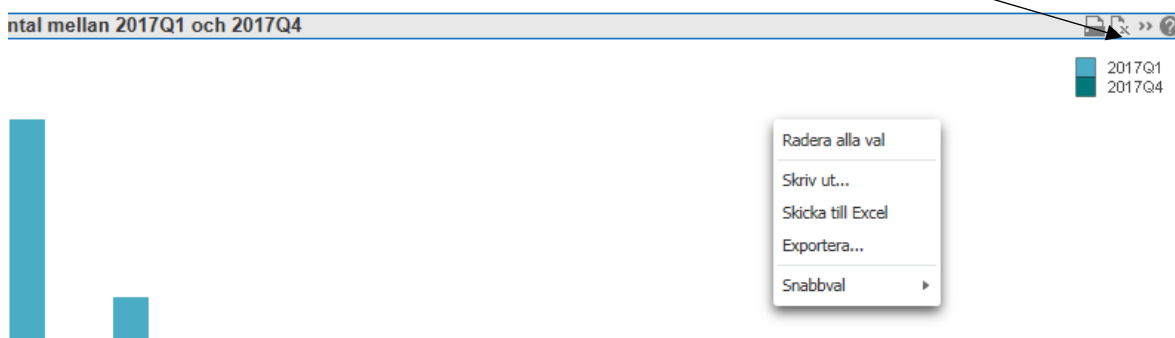 ntal mellan 2017Q1 och 2017Q4
2017Q1
2017Q4
Radera alla val
Skriv ut...
Skicka till Excel
Exportera...
Snabbval